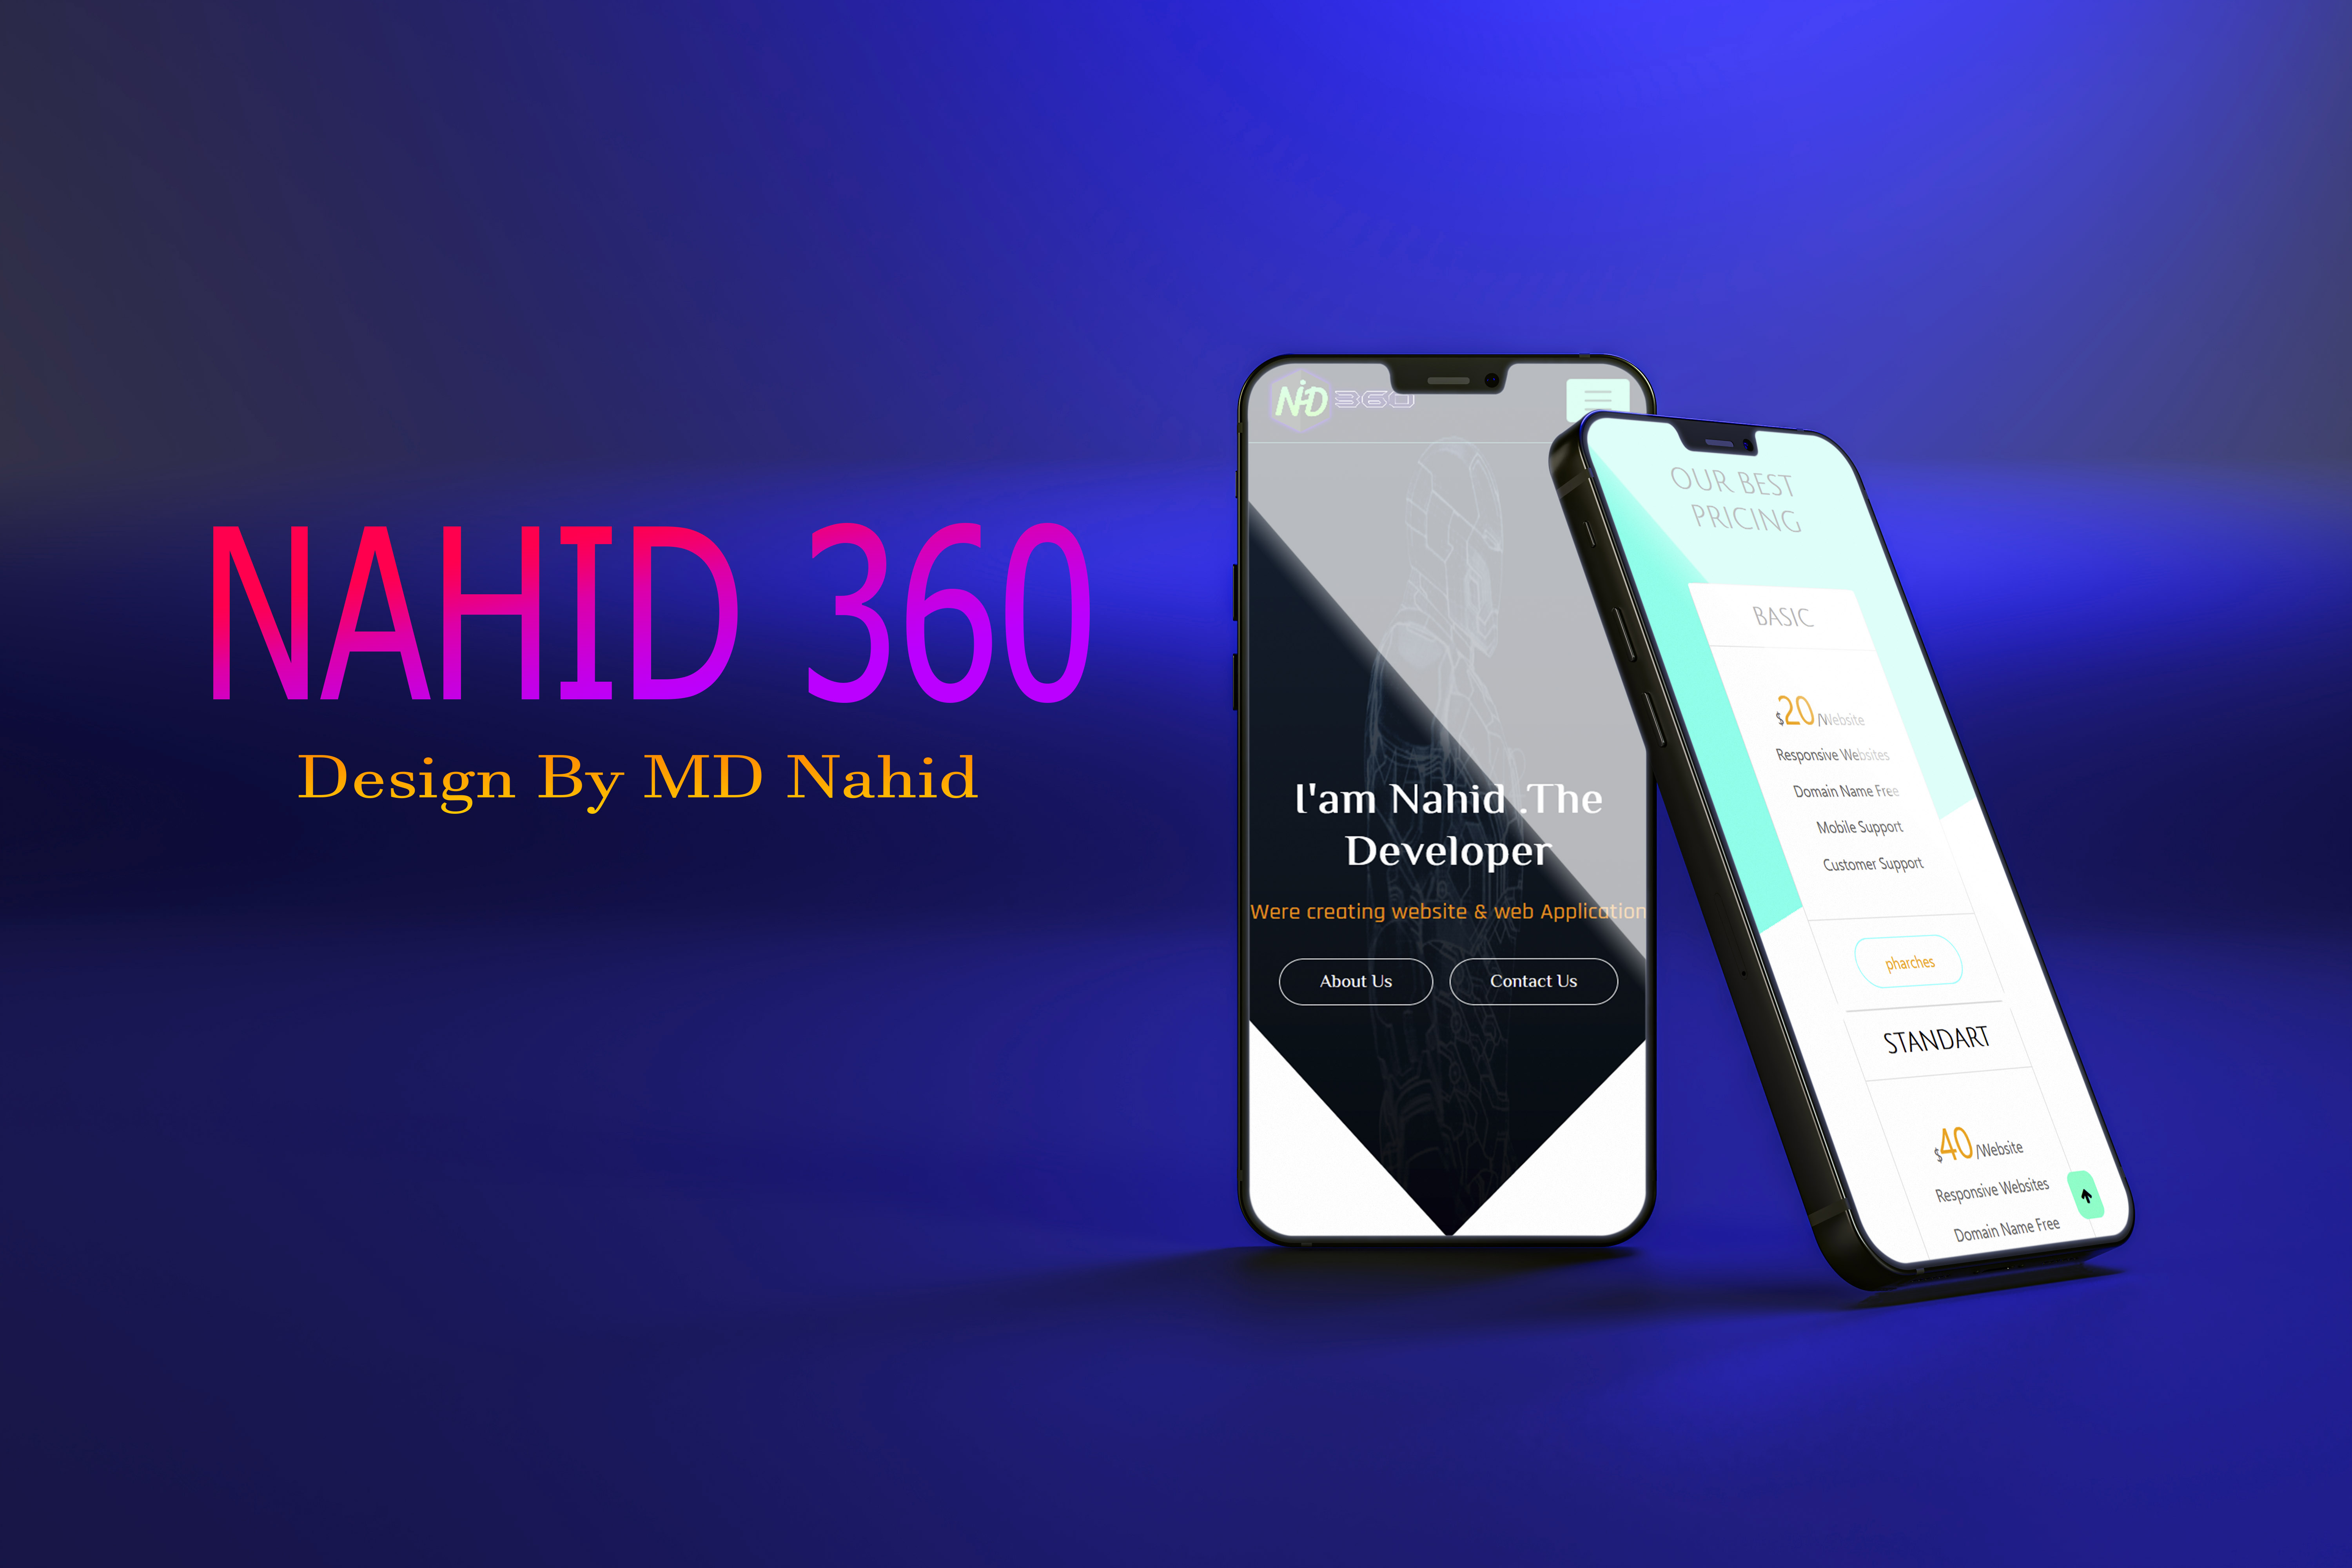 NAHID 360
Design By MD Nahid
NHD 360
I'am Nahid .The
Developer
Were creating website & web Application
About Us
Contact Us
OUR BEST
PRICING
BASIC
$20/Website
Responsive Websites
Domain Name Free
Mobile Support
Customer Support
pharches
STANDART
$40/Website
Responsive Websites
Domain Name Free